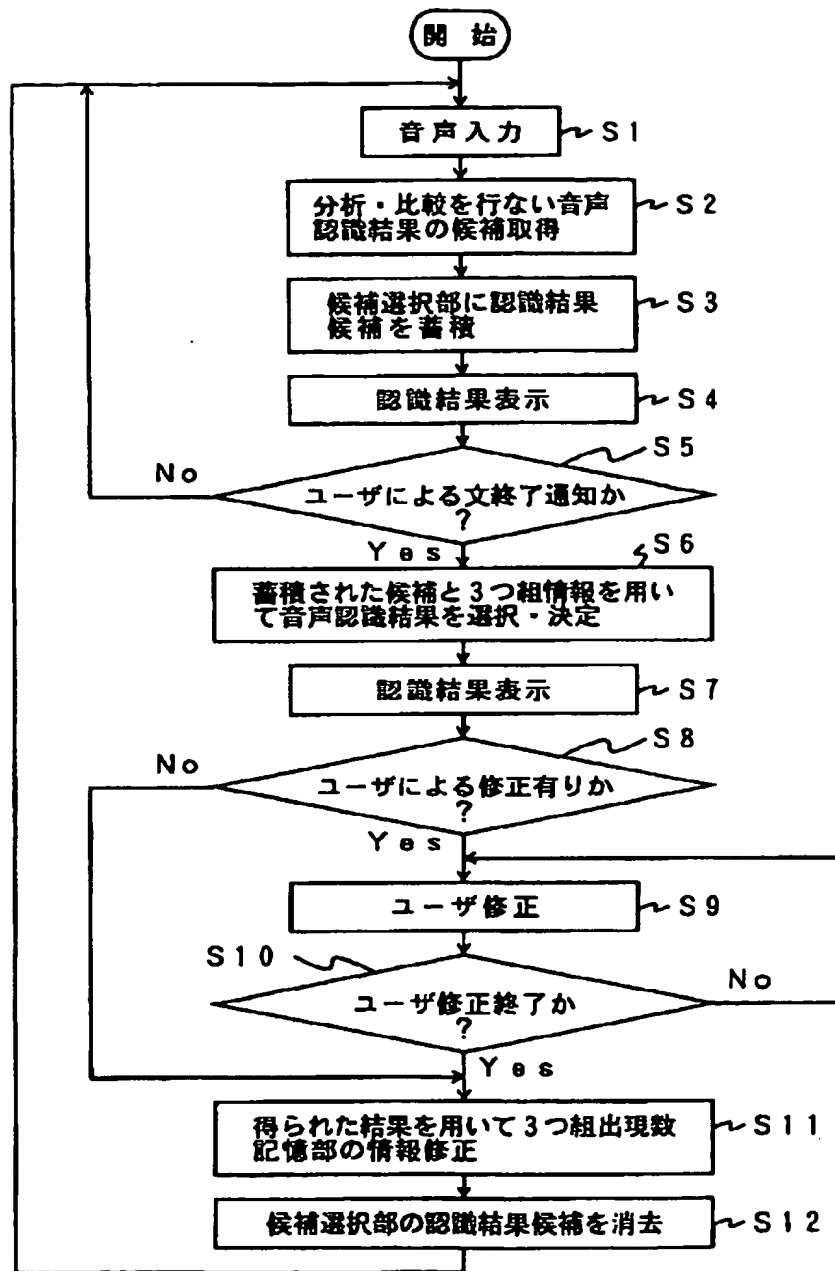 開始
音声入力
S1
分析・比較を行ない音声
認識結果の候補取得
S2
候補選択部に認識結果
候補を蓄積
S3
認識結果表示
S4
S5
No
ユーザによる文終了通知か
?
Yes
S6
蓄積された候補と3つ組情報を用い
て音声認識結果を選択・決定
認識結果表示
S7
S8
No
ユーザによる修正有りか
?
Yes
ユーザ修正
S9
S10
No
ユーザ修正終了か
?
Yes
得られた結果を用いて3つ組出現数
記憶部の情報修正
S11
候補選択部の認識結果候補を消去
S12